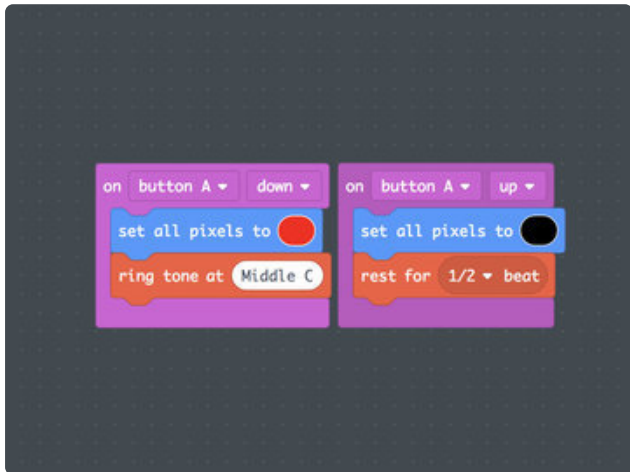 on button A down
set all pixels to
ring tone at Middle C
on button A up
set all pixels to
rest for 1/2 beat